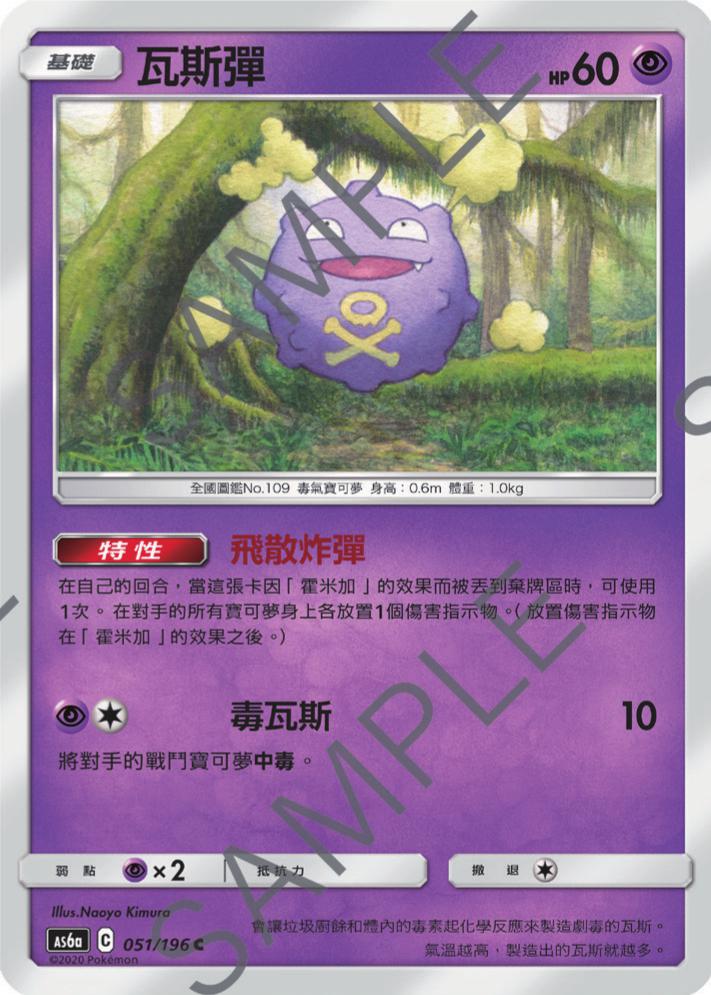 基礎 瓦斯彈 HP60
SAMPLE
全國圖鑑No.109 毒氣寶可夢 身高：0.6m 體重：1.0kg
特性 飛散炸彈
在自己的回合，當這張卡因「霍米加」的效果而被丟到棄牌區時，可使用
1次。在對手的所有寶可夢身上各放置1個傷害指示物。（放置傷害指示物
在「霍米加」的效果之後。）
毒瓦斯 10
將對手的戰鬥寶可夢中毒。
SAMPLE
弱點 ×2 抵抗力 撤退
Illus.Naoyo Kimura
會讓垃圾廚餘和體內的毒素起化學反應來製造劇毒的瓦斯。
AS6a C 051/196 C
氣溫越高，製造出的瓦斯就越多。
©2020 Pokémon